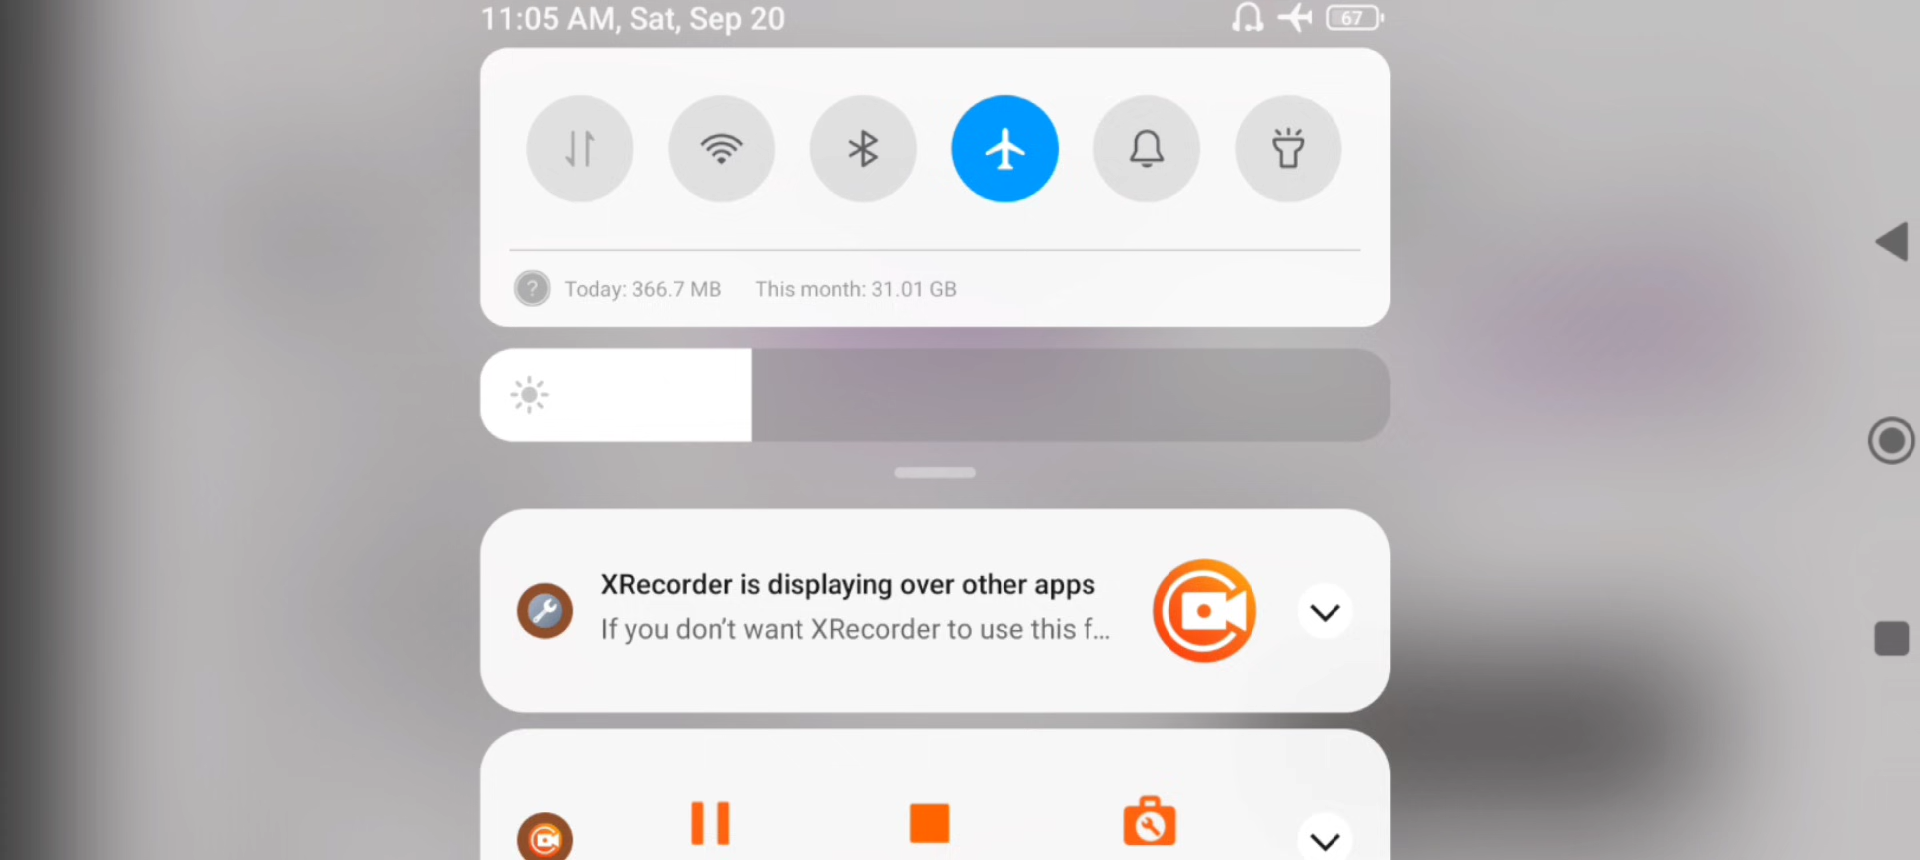 11:05 AM, Sat, Sep 20
67
? Today: 366.7 MB This month: 31.01 GB
XRecorder is displaying over other apps
If you don't want XRecorder to use this f...